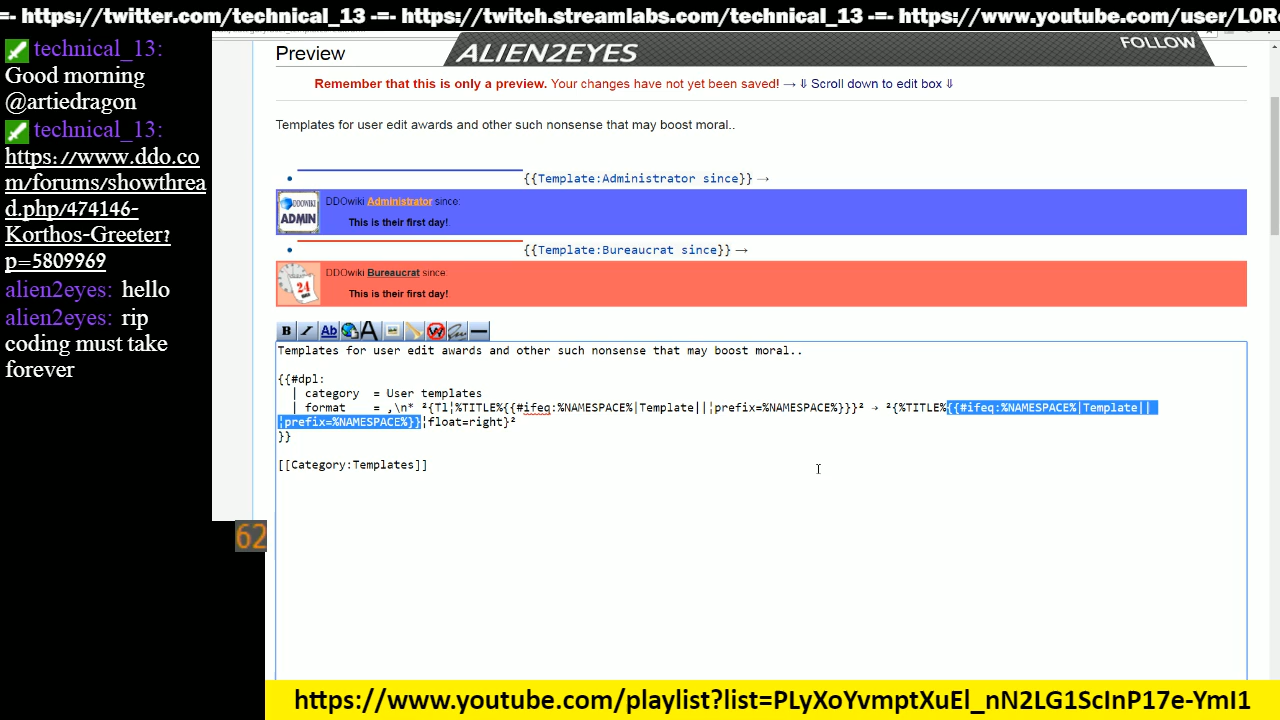 =- https://twitter.com/technical_13 -=- https://twitch.streamlabs.com/technical_13 -=- https://www.youtube.com/user/L0R
technical_13:
Good morning
@artiedragon
technical_13:
https://www.ddo.co
m/forums/showthrea
d.php/474146-
Korthos-Greeter?
p=5809969
alien2eyes: hello
alien2eyes: rip
coding must take
forever
62
ALIEN2EYES
FOLLOW
Preview
Remember that this is only a preview. Your changes have not yet been saved! → ⇓ Scroll down to edit box ⇓
Templates for user edit awards and other such nonsense that may boost moral..
• {{Template:Administrator since}} →
ADMIN
DDOwiki Administrator since:
This is their first day!
• {{Template:Bureaucrat since}} →
24
DDOwiki Bureaucrat since:
This is their first day!
B I Ab A W
Templates for user edit awards and other such nonsense that may boost moral..
{{#dpl:
| category = User templates
| format = ,\n* ²{Tl¦%TITLE%{{#ifeq:%NAMESPACE%|Template||¦prefix=%NAMESPACE%}}}² → ²{%TITLE%{{#ifeq:%NAMESPACE%|Template||
¦prefix=%NAMESPACE%}}¦float=right}²
}}
[[Category:Templates]]
https://www.youtube.com/playlist?list=PLyXoYvmptXuEl_nN2LG1ScInP17e-YmI1